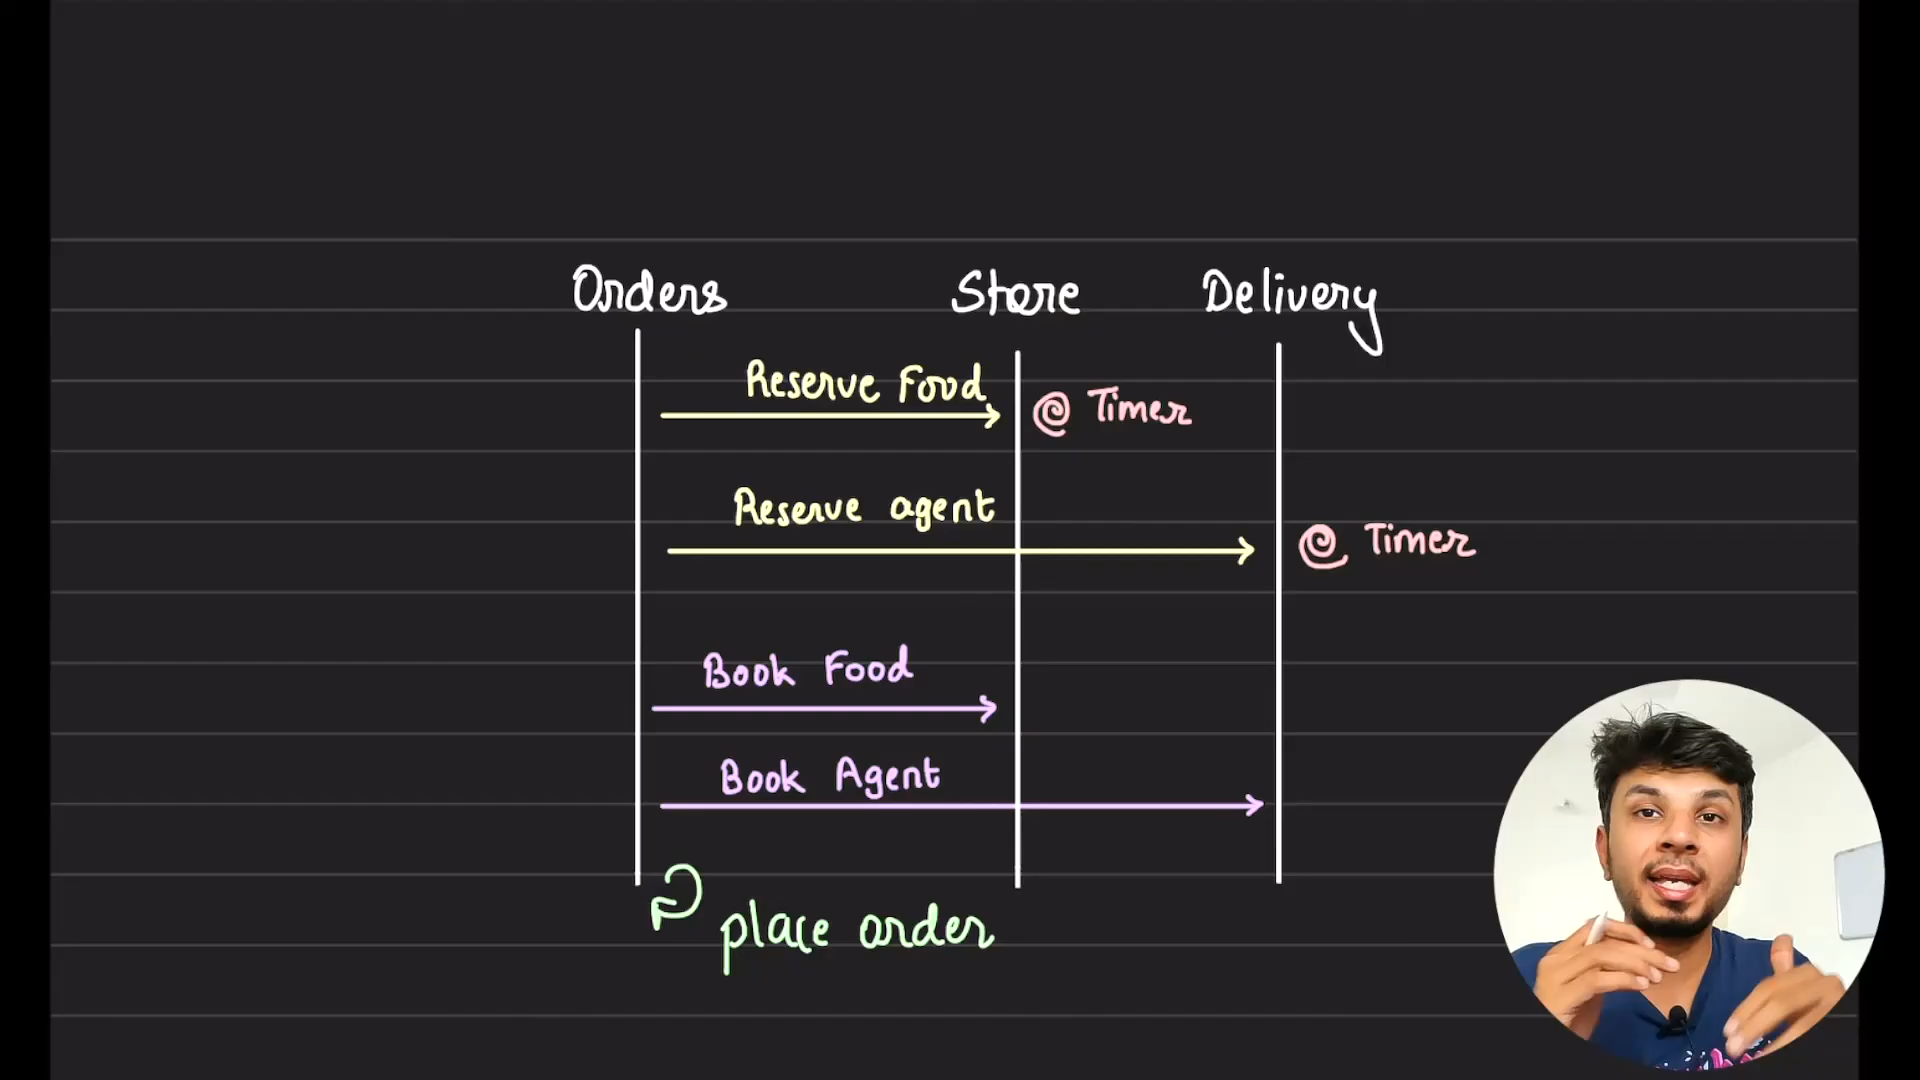 Orders Store Delivery
Reserve Food
@ Timer
Reserve agent
@ Timer
Book Food
Book Agent
place order